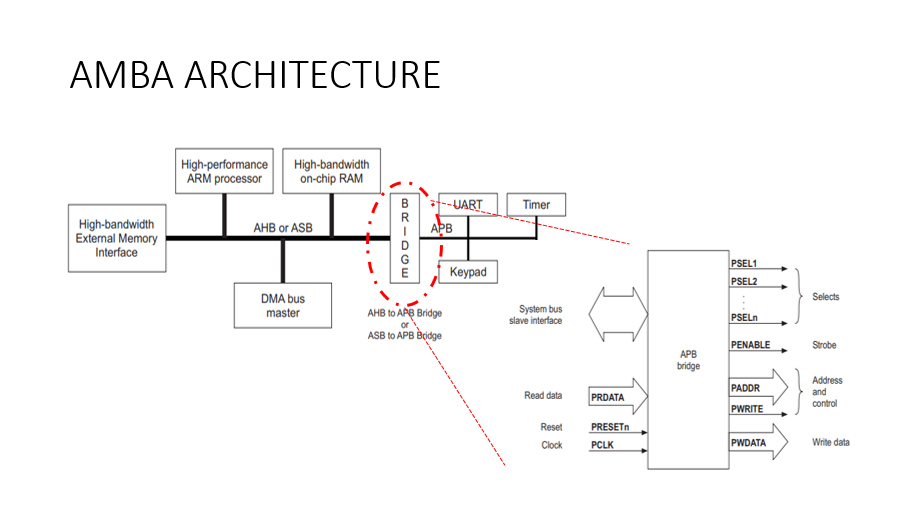 AMBA ARCHITECTURE
High-performance
ARM processor
High-bandwidth
on-chip RAM
High-bandwidth
External Memory
Interface
AHB or ASB
DMA bus
master
B
R
I
D
G
E
UART
Timer
APB
Keypad
AHB to APB Bridge
or
ASB to APB Bridge
System bus
slave interface
Read data
PRDATA
Reset
PRESETn
Clock
PCLK
APB
bridge
PSEL1
PSEL2
PSELn
Selects
PENABLE
Strobe
PADDR
PWRITE
Address
and
control
PWDATA
Write data